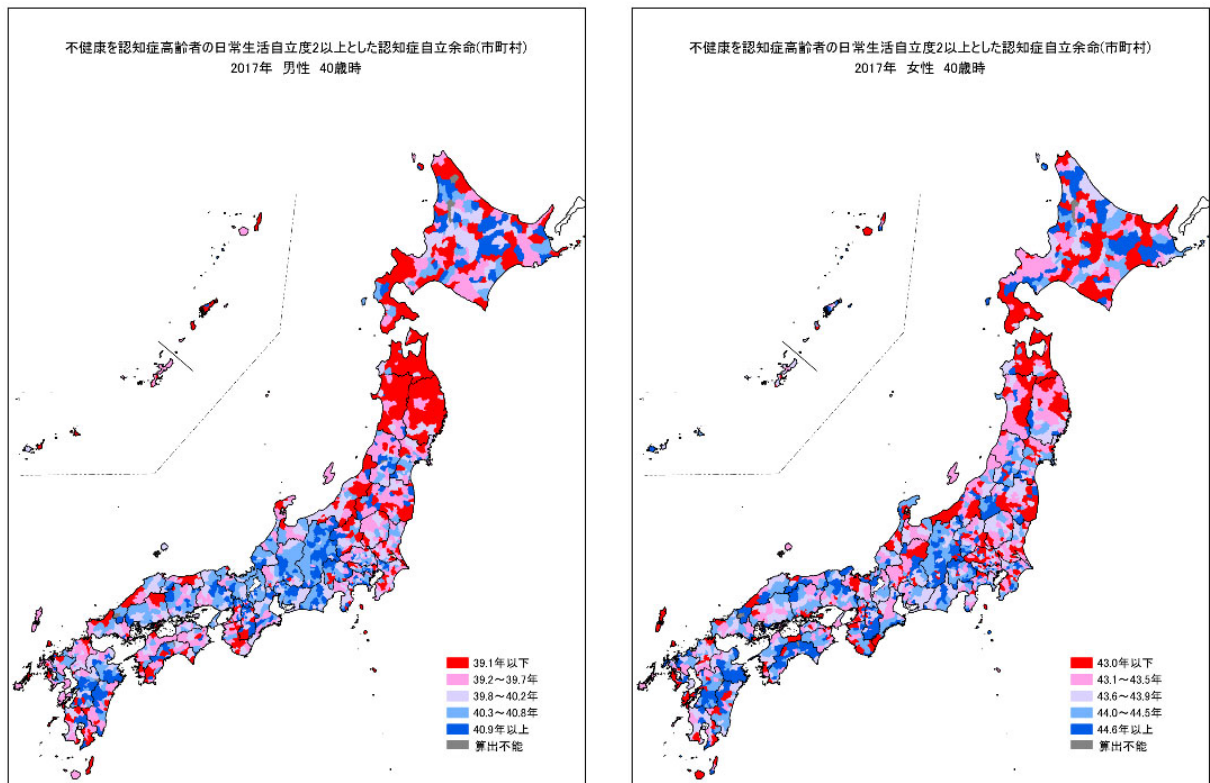 不健康を認知症高齢者の日常生活自立度2以上とした認知症自立余命(市町村)
2017年 男性 40歳時
39.1年以下
39.2～39.7年
39.8～40.2年
40.3～40.8年
40.9年以上
算出不能
不健康を認知症高齢者の日常生活自立度2以上とした認知症自立余命(市町村)
2017年 女性 40歳時
43.0年以下
43.1～43.5年
43.6～43.9年
44.0～44.5年
44.6年以上
算出不能